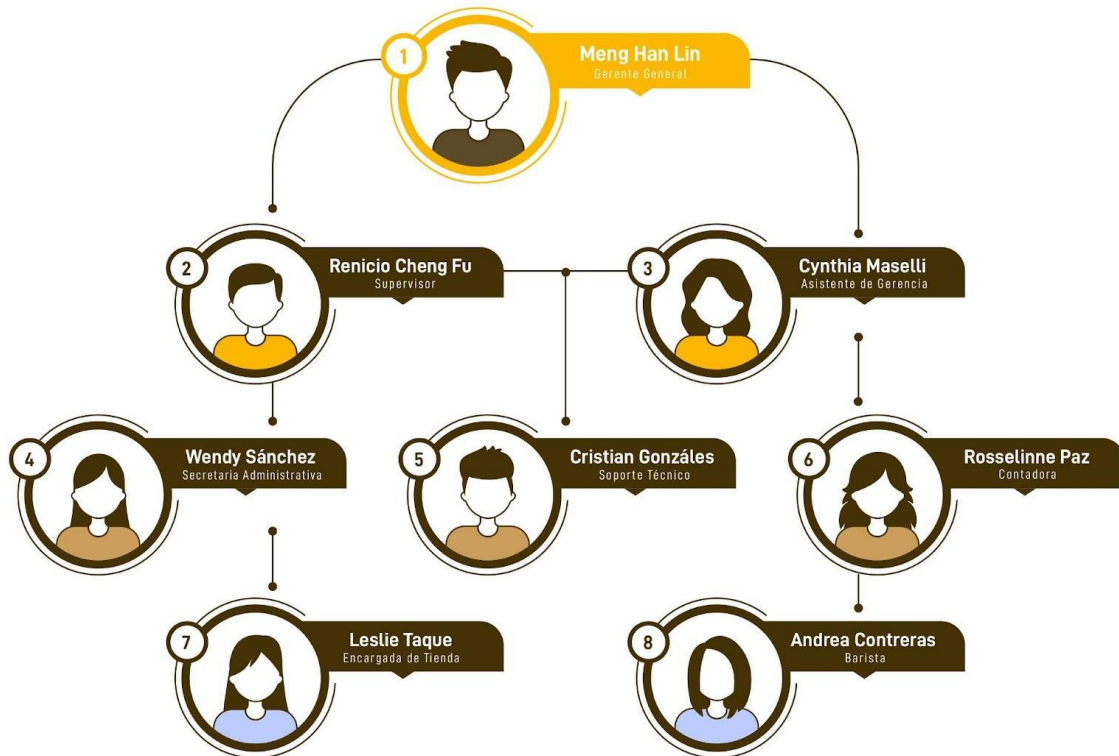 1
Meng Han Lin
Gerente General
2
Renicio Cheng Fu
Supervisor
3
Cynthia Maselli
Asistente de Gerencia
4
Wendy Sánchez
Secretaria Administrativa
5
Cristian Gonzáles
Soporte Técnico
6
Rosselinne Paz
Contadora
7
Leslie Taque
Encargada de Tienda
8
Andrea Contreras
Barista